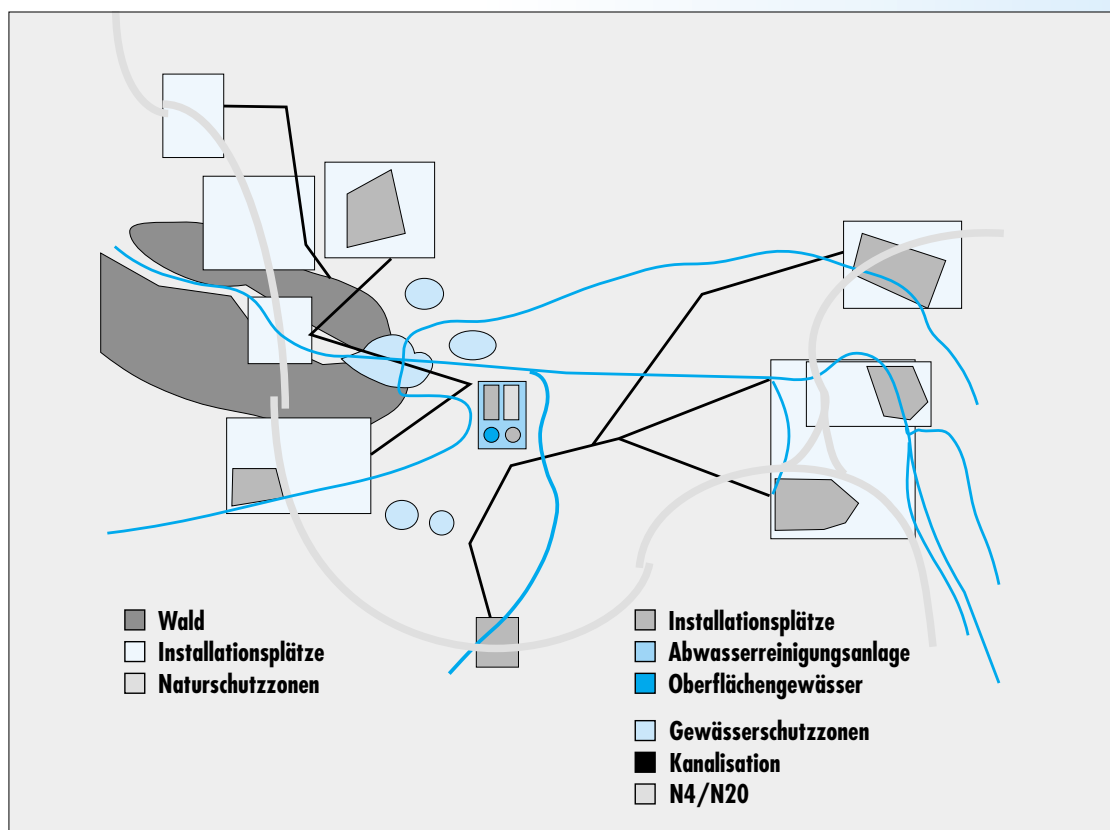 Wald
Installationsplätze
Naturschutzzonen
Installationsplätze
Abwasserreinigungsanlage
Oberflächengewässer
Gewässerschutzzonen
Kanalisation
N4/N20